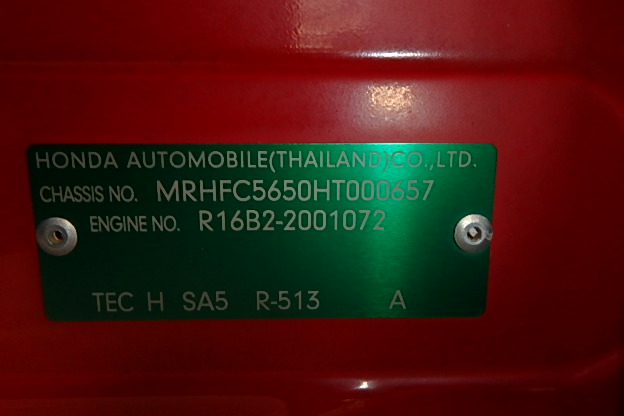 HONDA AUTOMOBILE(THAILAND)CO.,LTD.
CHASSIS NO. MRHFC5650HT000657
ENGINE NO. R16B2-2001072
TEC H SA5 R-513 A